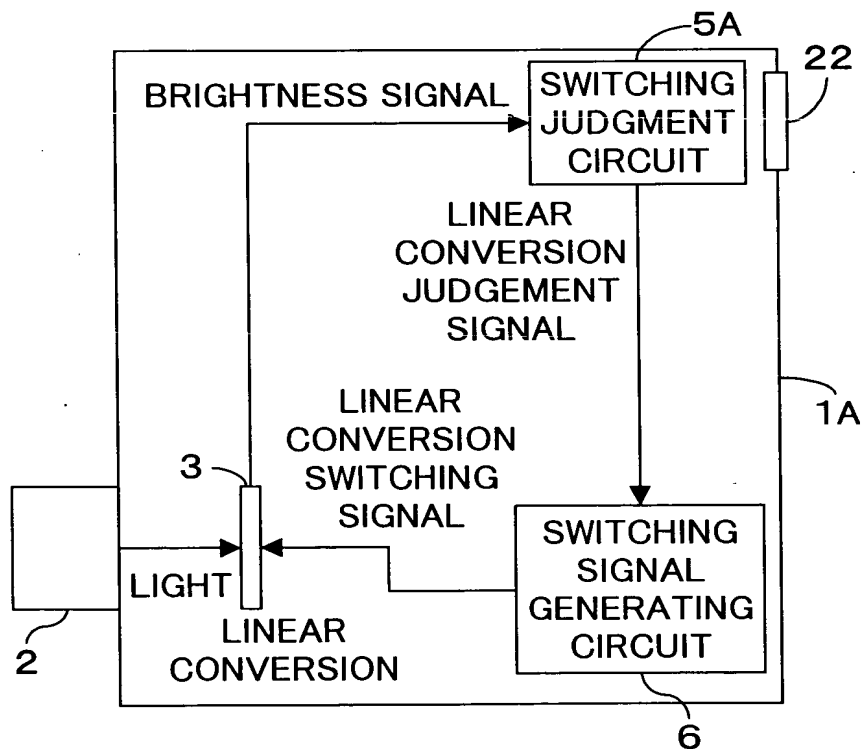 5A
22
BRIGHTNESS SIGNAL
SWITCHING
JUDGMENT
CIRCUIT
LINEAR
CONVERSION
JUDGEMENT
SIGNAL
1A
LINEAR
CONVERSION
SWITCHING
SIGNAL
3
LIGHT
2
LINEAR
CONVERSION
SWITCHING
SIGNAL
GENERATING
CIRCUIT
6